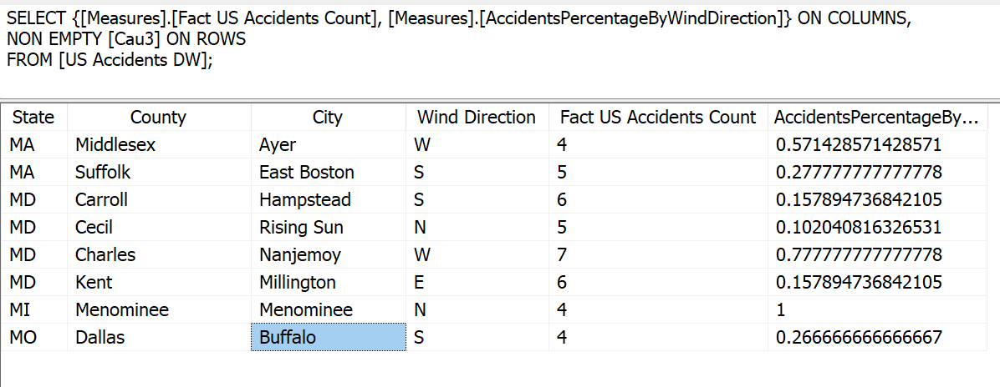 SELECT {[Measures].[Fact US Accidents Count], [Measures].[AccidentsPercentageByWindDirection]} ON COLUMNS,
NON EMPTY [Cau3] ON ROWS
FROM [US Accidents DW];
State County City Wind Direction Fact US Accidents Count AccidentsPercentageBy...
MA Middlesex Ayer W 4 0.571428571428571
MA Suffolk East Boston S 5 0.277777777777778
MD Carroll Hampstead S 6 0.157894736842105
MD Cecil Rising Sun N 5 0.102040816326531
MD Charles Nanjemoy W 7 0.777777777777778
MD Kent Millington E 6 0.157894736842105
MI Menominee Menominee N 4 1
MO Dallas Buffalo S 4 0.266666666666667